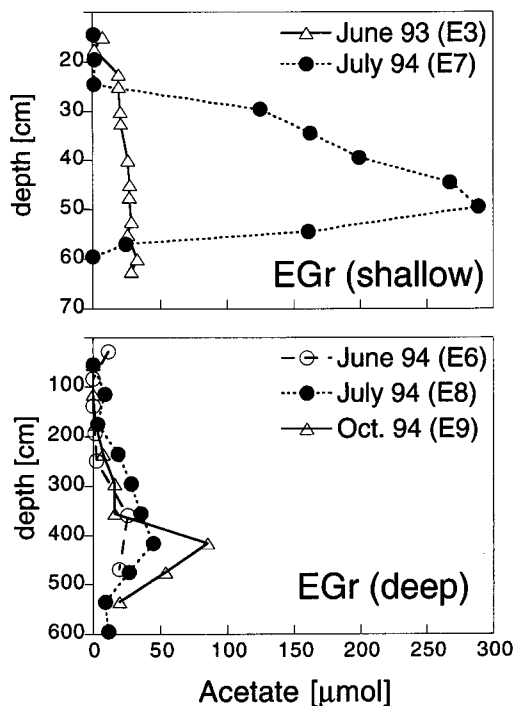 June 93 (E3)
July 94 (E7)
10
20
30
40
50
60
70
depth [cm]
EGr (shallow)
June 94 (E6)
July 94 (E8)
Oct. 94 (E9)
100
200
300
400
500
600
depth [cm]
EGr (deep)
0 50 100 150 200 250 300
Acetate [µmol]